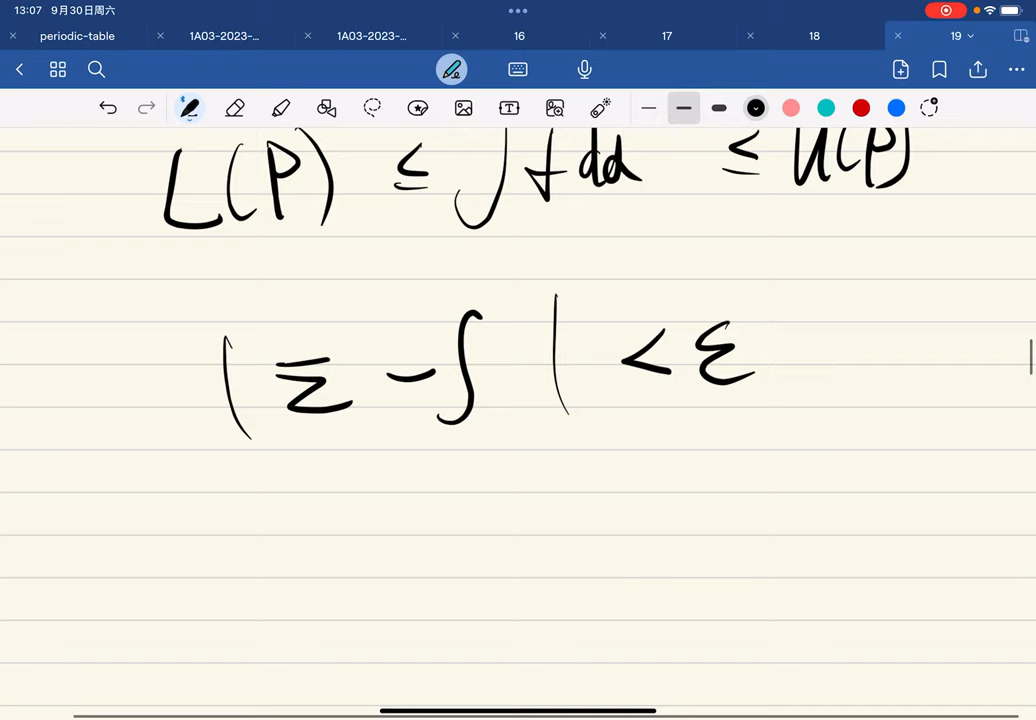 13:07 9月30日周六
periodic-table 1A03-2023-... 1A03-2023-... 16 17 18 19
L(P) ≤ ∫ f dα ≤ U(P)
| Σ - ∫ | < ε